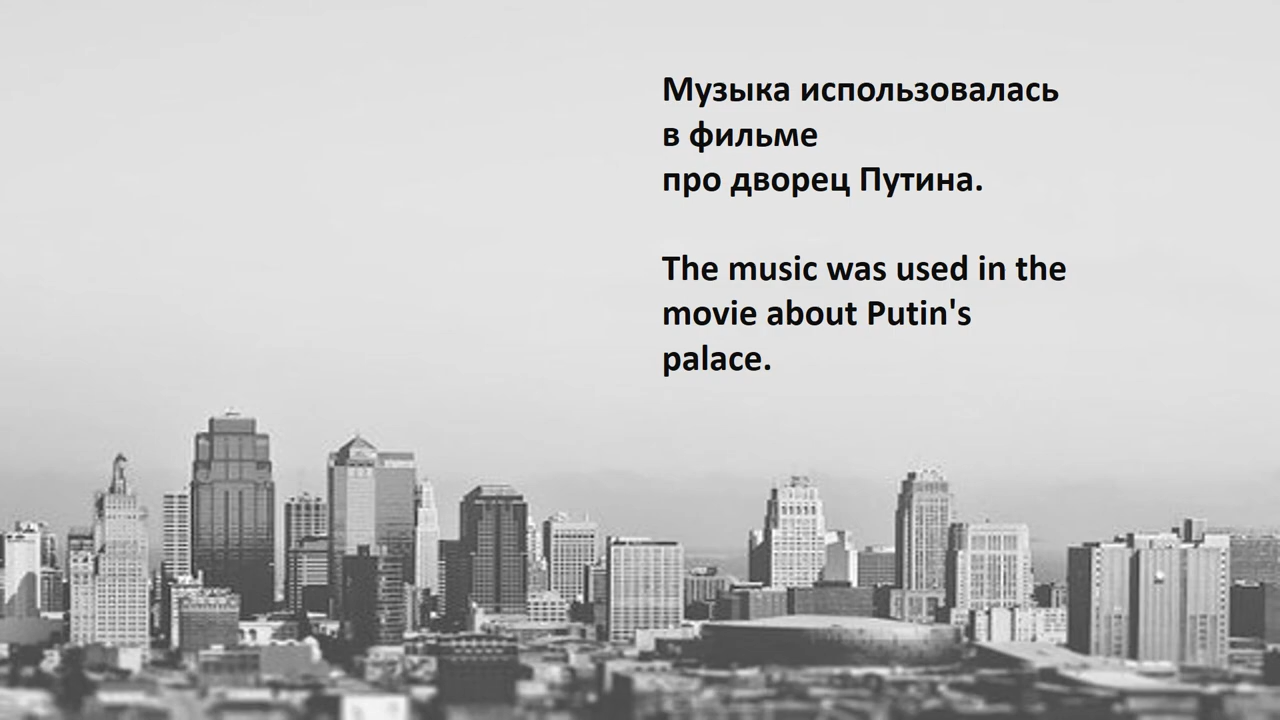 Музыка использовалась
в фильме
про дворец Путина.
The music was used in the
movie about Putin's
palace.